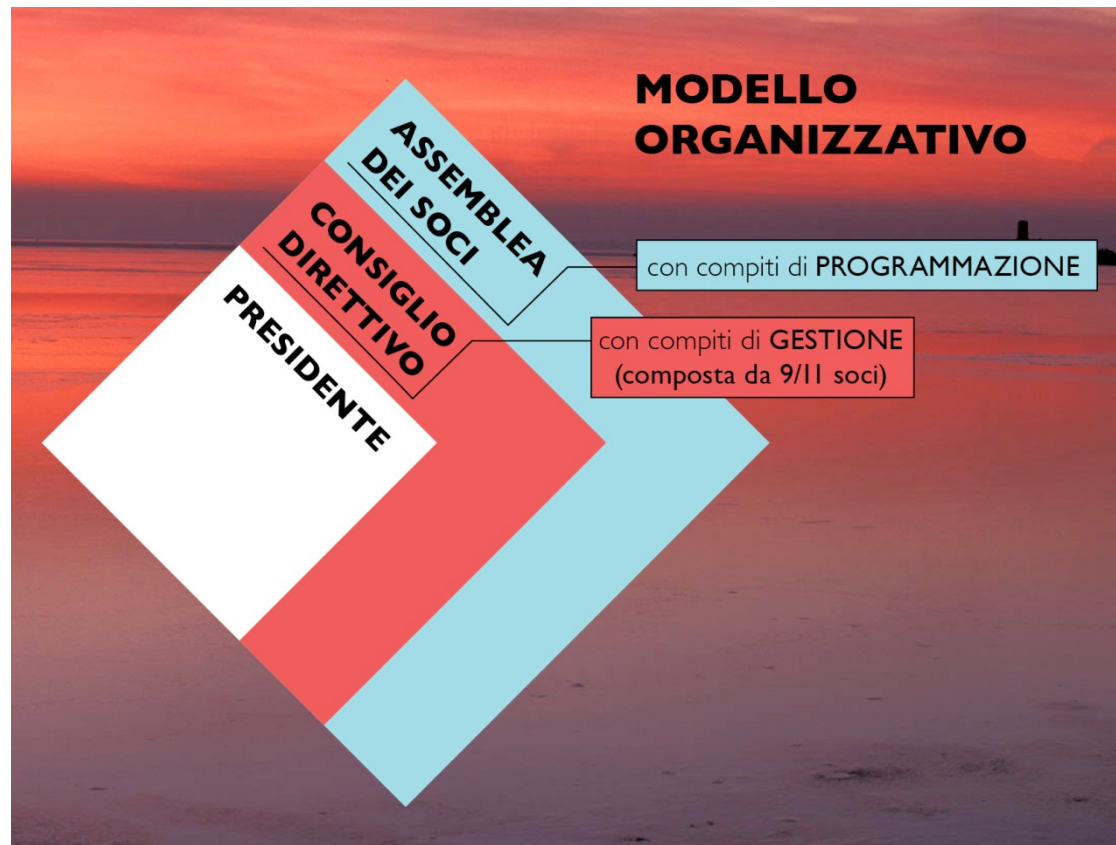 MODELLO
ORGANIZZATIVO
ASSEMBLEA
DEI SOCI
con compiti di PROGRAMMAZIONE
CONSIGLIO
DIRETTIVO
con compiti di GESTIONE
(composta da 9/11 soci)
PRESIDENTE